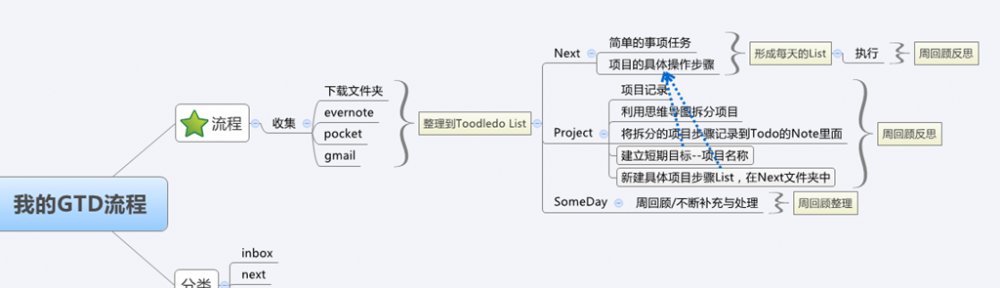 我的GTD流程
流程
收集
下载文件夹
evernote
pocket
gmail
整理到Toodledo List
Next
简单的事项任务
项目的具体操作步骤
形成每天的List
执行
周回顾反思
Project
项目记录
利用思维导图拆分项目
将拆分的项目步骤记录到Todo的Note里面
建立短期目标--项目名称
新建具体项目步骤List，在Next文件夹中
周回顾反思
SomeDay
周回顾/不断补充与处理
周回顾整理
分类
inbox
next